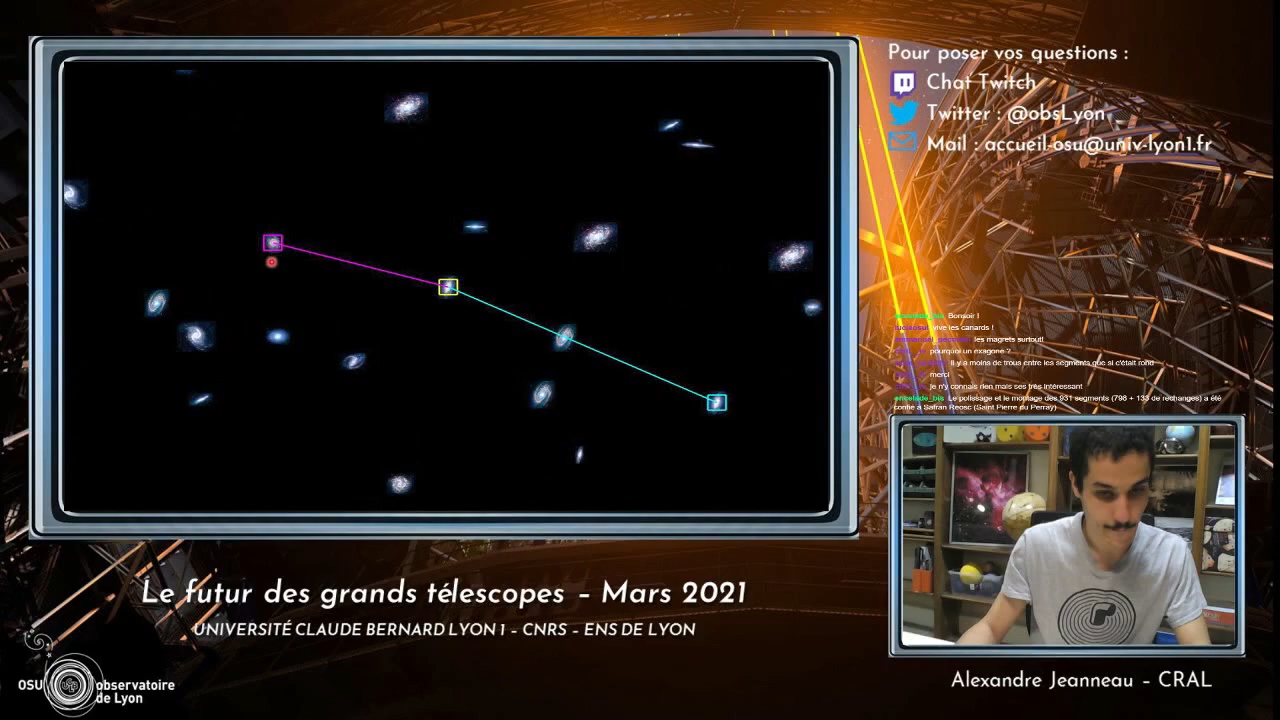 Pour poser vos questions :
Chat Twitch
Twitter : @obsLyon
Mail : accueil-osu@univ-lyon1.fr
Bonsoir !
vive les canards !
les magrets surtout!
pourquoi un exagone ?
Il y a moins de trous entre les segments que si c'était rond
merci
je n'y connais rien mais ses très intéressant
encelade_bis Le polissage et le montage des 931 segments (798 + 133 de rechanges) a été
confié à Safran Reosc (Saint Pierre du Perray)
Le futur des grands télescopes – Mars 2021
UNIVERSITÉ CLAUDE BERNARD LYON 1 - CNRS - ENS DE LYON
OSU observatoire
de Lyon
Alexandre Jeanneau – CRAL